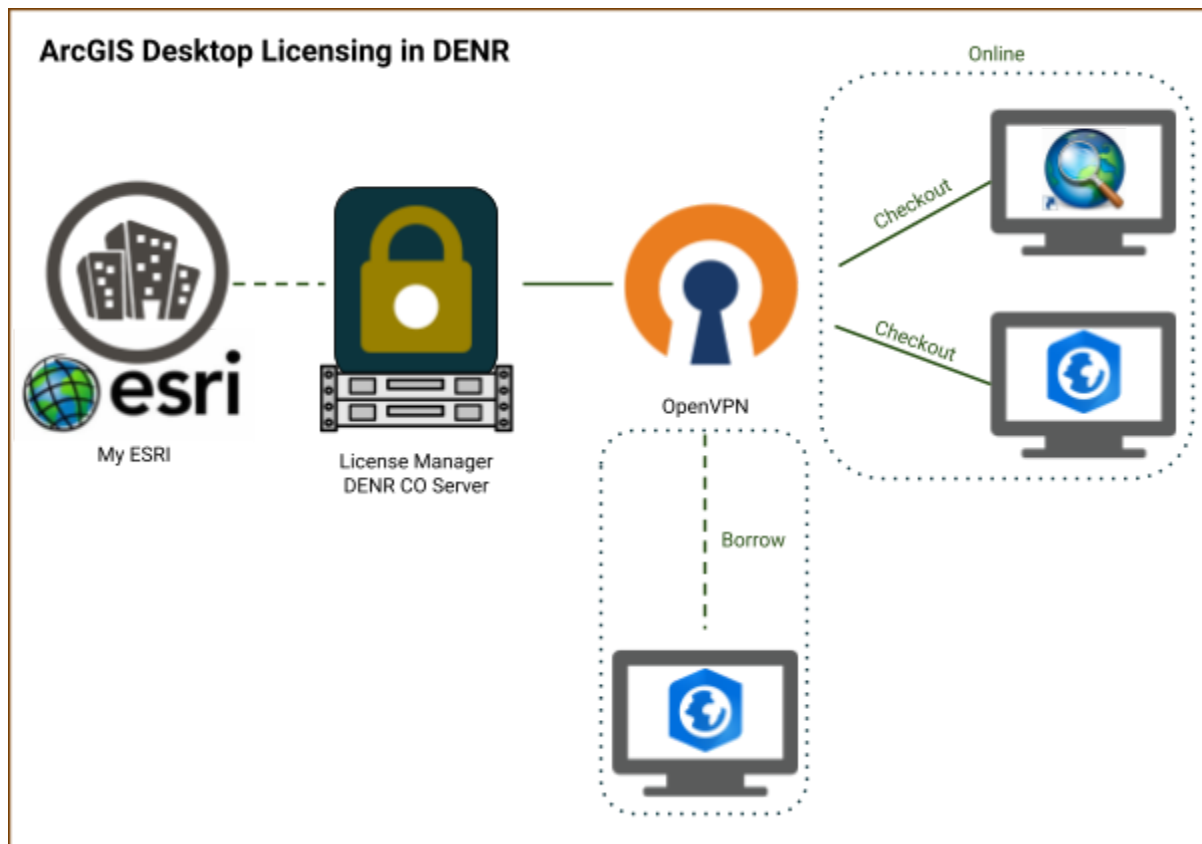 ArcGIS Desktop Licensing in DENR
Online
Checkout
Checkout
esri
My ESRI
License Manager
DENR CO Server
OpenVPN
Borrow